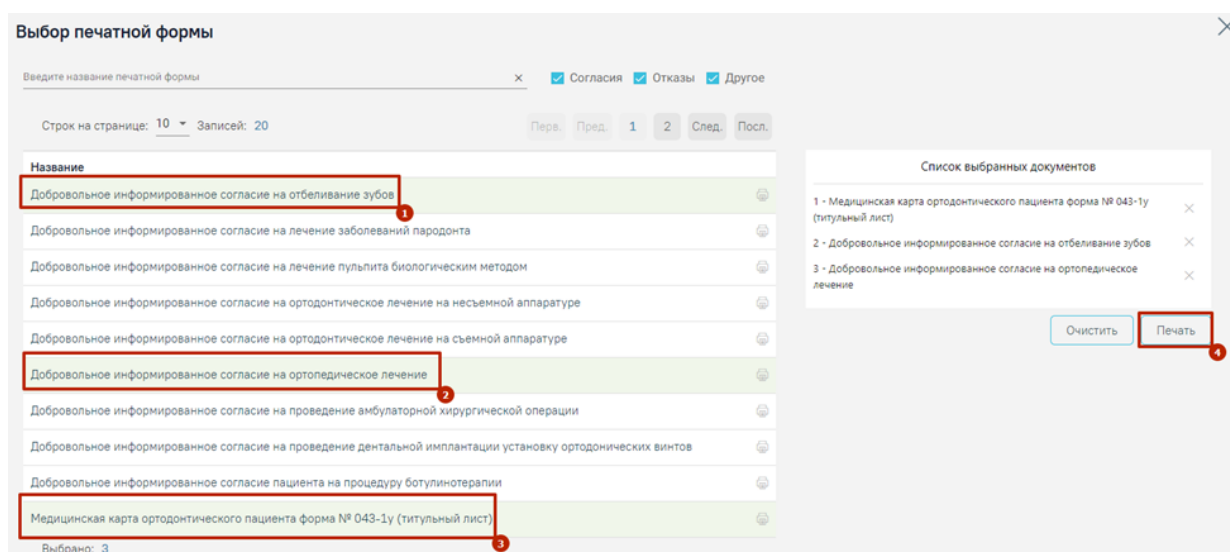 Выбор печатной формы
Введите название печатной формы
Согласия Отказы Другое
Строк на странице: 10 Записей: 20
Перв. Пред. 1 2 След. Посл.
Название
Добровольное информированное согласие на отбеливание зубов
1
Добровольное информированное согласие на лечение заболеваний пародонта
Добровольное информированное согласие на лечение пульпита биологическим методом
Добровольное информированное согласие на ортодонтическое лечение на несъемной аппаратуре
Добровольное информированное согласие на ортодонтическое лечение на съемной аппаратуре
Добровольное информированное согласие на ортопедическое лечение
2
Добровольное информированное согласие на проведение амбулаторной хирургической операции
Добровольное информированное согласие на проведение дентальной имплантации установку ортодонических винтов
Добровольное информированное согласие пациента на процедуру ботулинотерапии
Медицинская карта ортодонтического пациента форма № 043-1у (титульный лист)
3
Выбрано: 3
Список выбранных документов
1 - Медицинская карта ортодонтического пациента форма № 043-1у
(титульный лист)
2 - Добровольное информированное согласие на отбеливание зубов
3 - Добровольное информированное согласие на ортопедическое
лечение
Очистить Печать
4